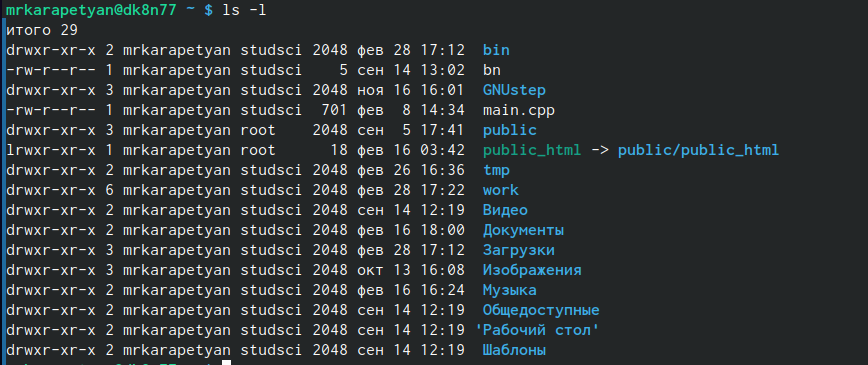 mrkarapetyan@dk8n77 ~ $ ls -l
итого 29
drwxr-xr-x 2 mrkarapetyan studsci 2048 фев 28 17:12  bin
-rw-r--r-- 1 mrkarapetyan studsci    5 сен 14 13:02  bn
drwxr-xr-x 3 mrkarapetyan studsci 2048 ноя 16 16:01  GNUstep
-rw-r--r-- 1 mrkarapetyan studsci  701 фев  8 14:34  main.cpp
drwxr-xr-x 3 mrkarapetyan root    2048 сен  5 17:41  public
lrwxr-xr-x 1 mrkarapetyan root      18 фев 16 03:42  public_html -> public/public_html
drwxr-xr-x 2 mrkarapetyan studsci 2048 фев 26 16:36  tmp
drwxr-xr-x 6 mrkarapetyan studsci 2048 фев 28 17:22  work
drwxr-xr-x 2 mrkarapetyan studsci 2048 сен 14 12:19  Видео
drwxr-xr-x 2 mrkarapetyan studsci 2048 фев 16 18:00  Документы
drwxr-xr-x 3 mrkarapetyan studsci 2048 фев 28 17:12  Загрузки
drwxr-xr-x 3 mrkarapetyan studsci 2048 окт 13 16:08  Изображения
drwxr-xr-x 2 mrkarapetyan studsci 2048 фев 16 16:24  Музыка
drwxr-xr-x 2 mrkarapetyan studsci 2048 сен 14 12:19  Общедоступные
drwxr-xr-x 2 mrkarapetyan studsci 2048 сен 14 12:19 'Рабочий стол'
drwxr-xr-x 2 mrkarapetyan studsci 2048 сен 14 12:19  Шаблоны